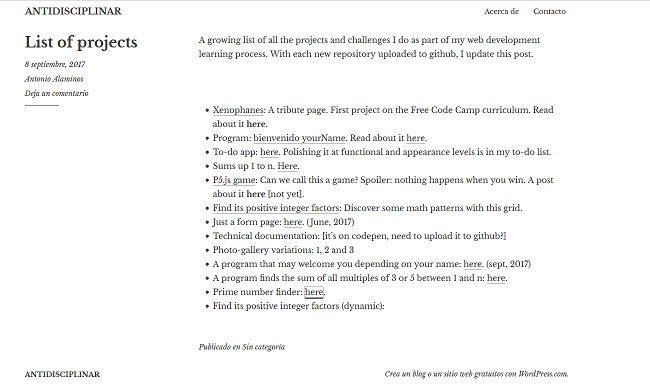 ANTIDISCIPLINAR
Acerca de Contacto
List of projects
8 septiembre, 2017
Antonio Alaminos
Deja un comentario
A growing list of all the projects and challenges I do as part of my web development
learning process. With each new repository uploaded to github, I update this post.
• Xenophanes: A tribute page. First project on the Free Code Camp curriculum. Read
about it here.
• Program: bienvenido yourName. Read about it here.
• To-do app: here. Polishing it at functional and appearance levels is in my to-do list.
• Sums up 1 to n. Here.
• P5.js game: Can we call this a game? Spoiler: nothing happens when you win. A post
about it here [not yet].
• Find its positive integer factors: Discover some math patterns with this grid.
• Just a form page: here. (June, 2017)
• Technical documentation: [it's on codepen, need to upload it to github?]
• Photo-gallery variations: 1, 2 and 3
• A program that may welcome you depending on your name: here. (sept, 2017)
• A program finds the sum of all multiples of 3 or 5 between 1 and n: here.
• Prime number finder: here.
• Find its positive integer factors (dynamic):
Publicado en Sin categoría
ANTIDISCIPLINAR
Crea un blog o un sitio web gratuitos con WordPress.com.